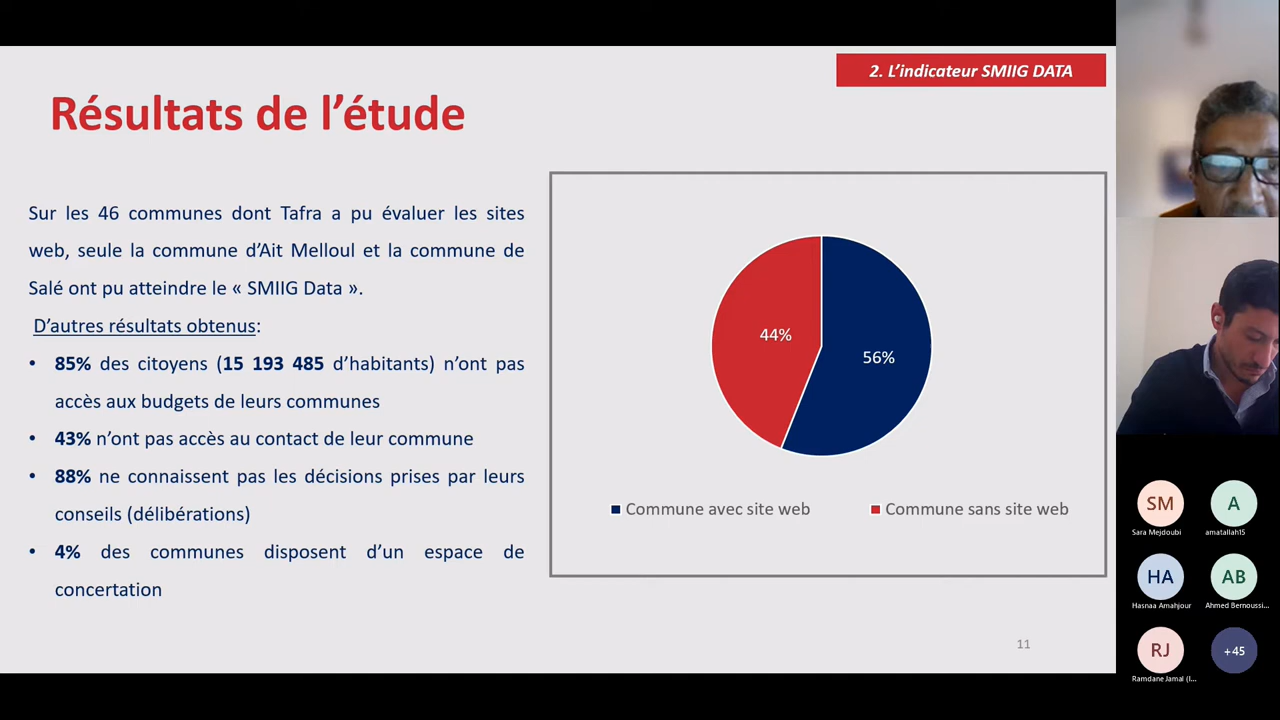 2. L’indicateur SMIIG DATA
Résultats de l’étude
Sur les 46 communes dont Tafra a pu évaluer les sites
web, seule la commune d’Ait Melloul et la commune de
Salé ont pu atteindre le « SMIIG Data ».
D’autres résultats obtenus:
• 85% des citoyens (15 193 485 d’habitants) n’ont pas
accès aux budgets de leurs communes
• 43% n’ont pas accès au contact de leur commune
• 88% ne connaissent pas les décisions prises par leurs
conseils (délibérations)
• 4% des communes disposent d’un espace de
concertation
44%
56%
Commune avec site web
Commune sans site web
11
SM
A
Sara Mejdoubi
amatallah15
HA
AB
Hasnaa Amahjour
Ahmed Bernoussi...
RJ
+45
Ramdane Jamal (I...